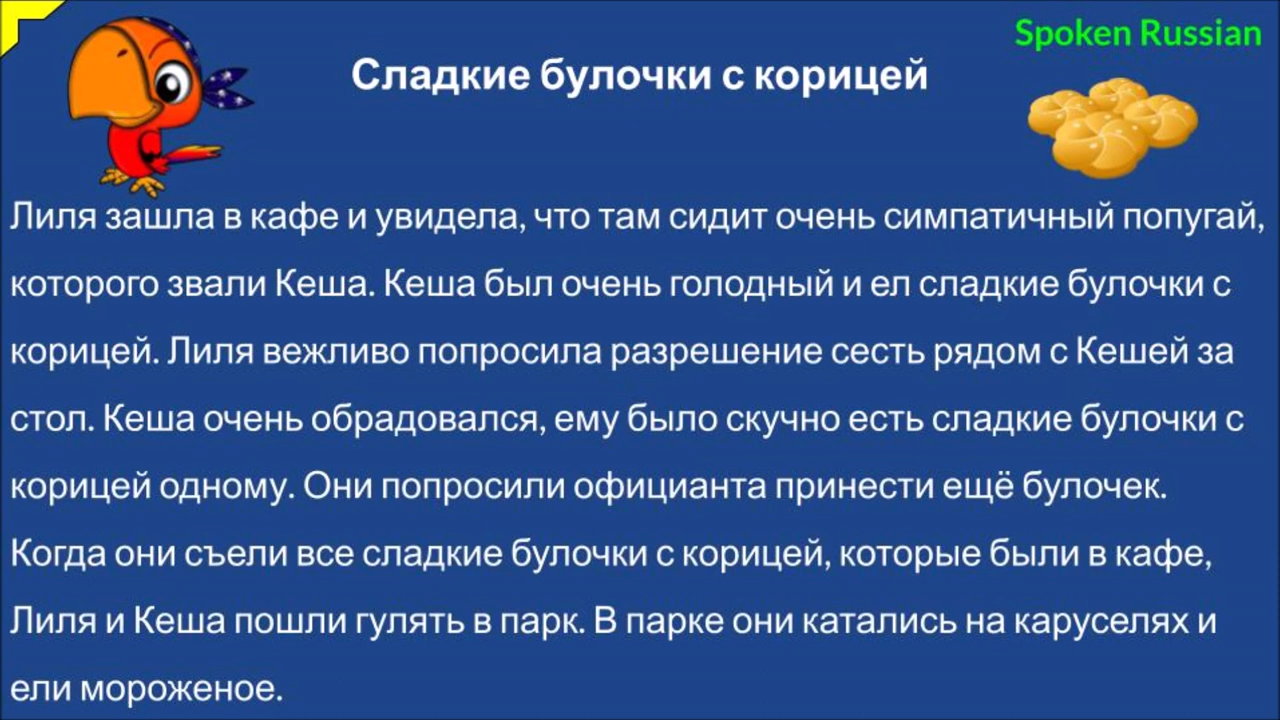 Spoken Russian
Сладкие булочки с корицей
Лиля зашла в кафе и увидела, что там сидит очень симпатичный попугай,
которого звали Кеша. Кеша был очень голодный и ел сладкие булочки с
корицей. Лиля вежливо попросила разрешение сесть рядом с Кешей за
стол. Кеша очень обрадовался, ему было скучно есть сладкие булочки с
корицей одному. Они попросили официанта принести ещё булочек.
Когда они съели все сладкие булочки с корицей, которые были в кафе,
Лиля и Кеша пошли гулять в парк. В парке они катались на каруселях и
ели мороженое.